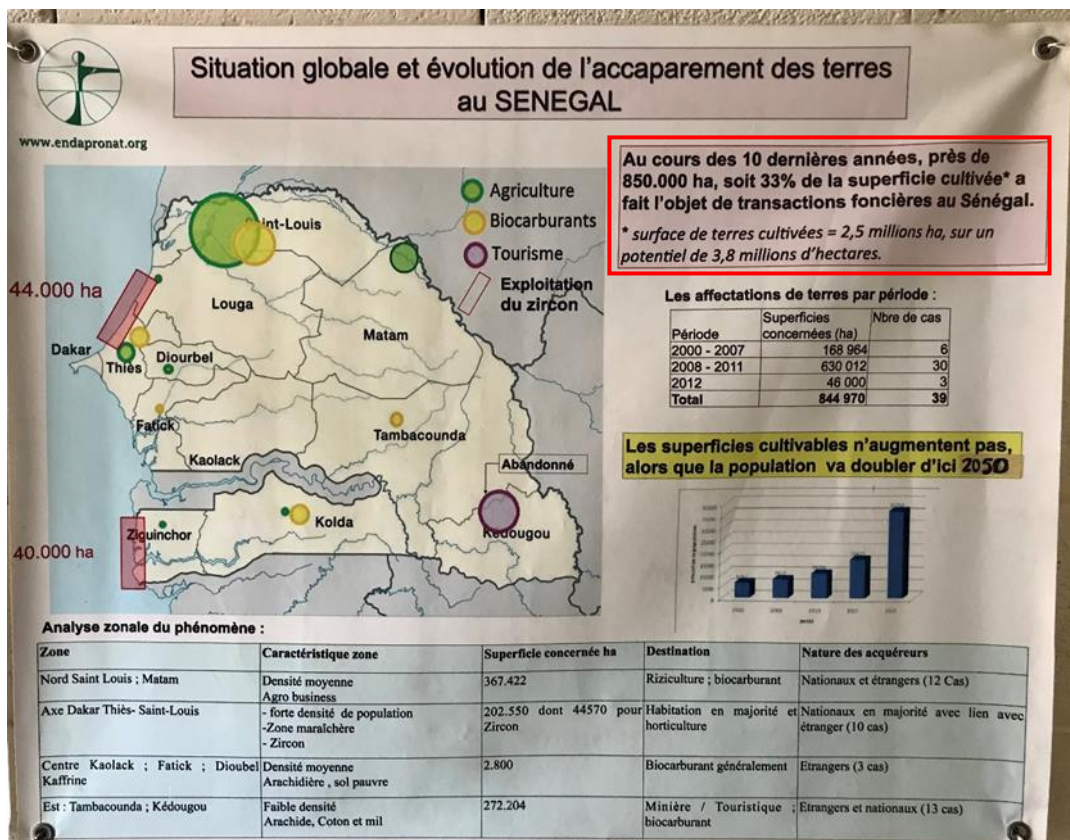 Situation globale et évolution de l'accaparement des terres
au SENEGAL
www.endapronat.org
Au cours des 10 dernières années, près de
850.000 ha, soit 33% de la superficie cultivée* a
fait l'objet de transactions foncières au Sénégal.
* surface de terres cultivées = 2,5 millions ha, sur un
potentiel de 3,8 millions d'hectares.
Agriculture
Biocarburants
Tourisme
Exploitation
du zircon
44.000 ha
40.000 ha
Louga
Matam
Dakar
Thiès
Diourbel
Fatick
Kaolack
Tambacounda
Abandonné
Kolda
Ziguinchor
Les affectations de terres par période :
Période Superficies concernées (ha) Nbre de cas
2000 - 2007 168 964 6
2008 - 2011 630 012 30
2012 46 000 3
Total 844 970 39
Les superficies cultivables n'augmentent pas,
alors que la population va doubler d'ici 2050
Analyse zonale du phénomène :
Zone Caractéristique zone Superficie concernée ha Destination Nature des acquéreurs
Nord Saint Louis ; Matam Densité moyenne 367.422 Riziculture ; biocarburant Nationaux et étrangers (12 Cas)
Agro business
Axe Dakar Thiès- Saint-Louis - forte densité de population 202.550 dont 44570 pour Habitation en majorité et Nationaux en majorité avec lien avec
-Zone maraîchère Zircon horticulture étranger (10 cas)
- Zircon
Centre Kaolack ; Fatick ; Dioubel Densité moyenne 2.800 Biocarburant généralement Etrangers (3 cas)
Kaffrine Arachidière , sol pauvre
Est : Tambacounda ; Kédougou Faible densité 272.204 Minière / Touristique ; Etrangers et nationaux (13 cas)
Arachide, Coton et mil biocarburant